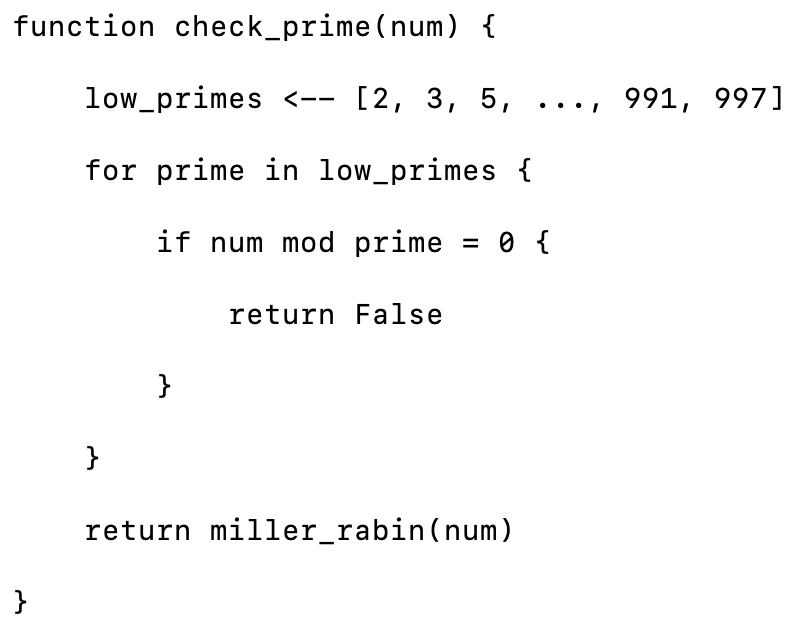 function check_prime(num) {
    low_primes <-- [2, 3, 5, ..., 991, 997]
    for prime in low_primes {
        if num mod prime = 0 {
            return False
        }
    }
    return miller_rabin(num)
}